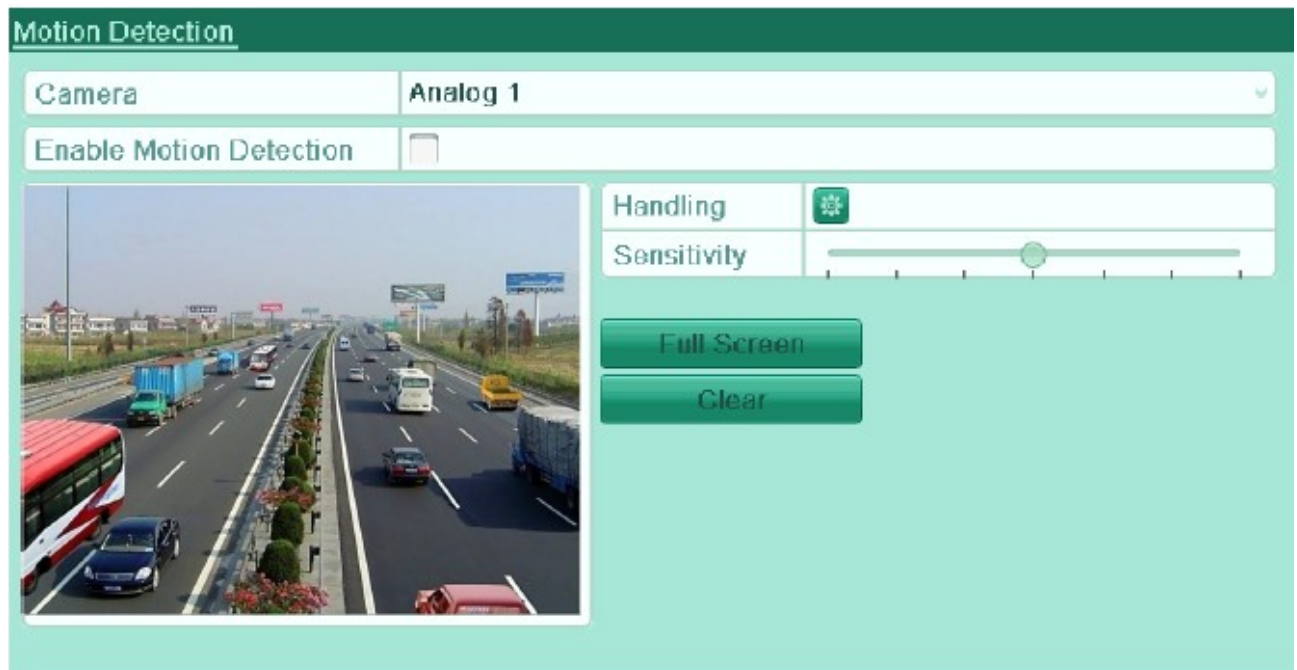 Motion Detection
Camera
Analog 1
Enable Motion Detection
Handling
Sensitivity
Full Screen
Clear